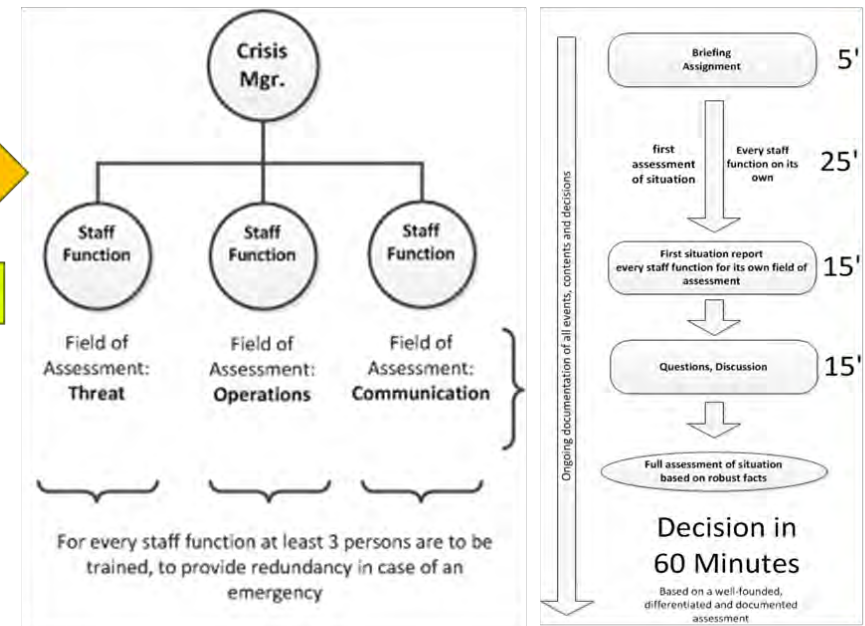 Crisis
Mgr.
Staff
Function
Staff
Function
Staff
Function
Field of
Assessment:
Threat
Field of
Assessment:
Operations
Field of
Assessment:
Communication
For every staff function at least 3 persons are to be
trained, to provide redundancy in case of an
emergency
Ongoing documentation of all events, contents and decisions
Briefing
Assignment
5'
first
assessment
of situation
Every staff
function on its
own
25'
First situation report
every staff function for its own field of
assessment
15'
Questions, Discussion
15'
Full assessment of situation
based on robust facts
Decision in
60 Minutes
Based on a well-founded,
differentiated and documented
assessment